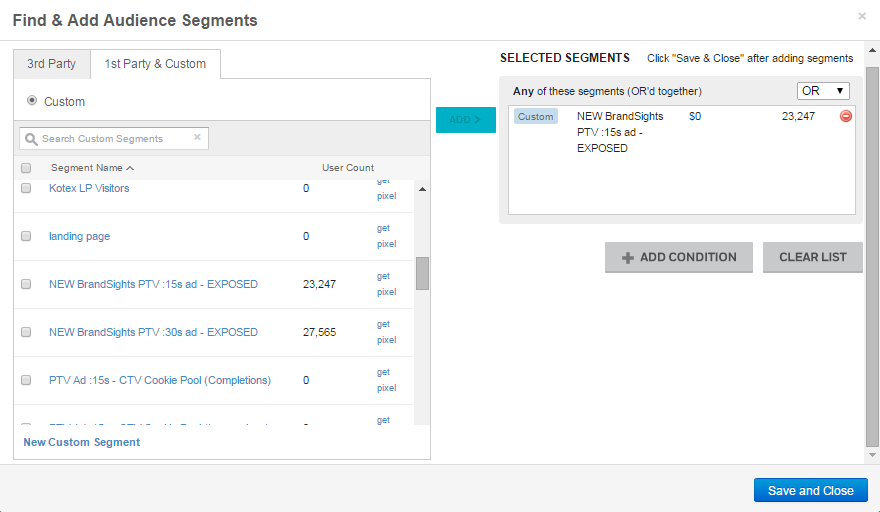 Find & Add Audience Segments
×
3rd Party
1st Party & Custom
Custom
Search Custom Segments ×
Segment Name User Count
Kotex LP Visitors 0 get pixel
landing page 0 get pixel
NEW BrandSights PTV :15s ad - EXPOSED 23,247 get pixel
NEW BrandSights PTV :30s ad - EXPOSED 27,565 get pixel
PTV Ad :15s - CTV Cookie Pool (Completions) 0 get pixel
get
New Custom Segment
ADD >
SELECTED SEGMENTS Click "Save & Close" after adding segments
Any of these segments (OR'd together) OR
Custom NEW BrandSights $0 23,247
PTV :15s ad -
EXPOSED
ADD CONDITION
CLEAR LIST
Save and Close